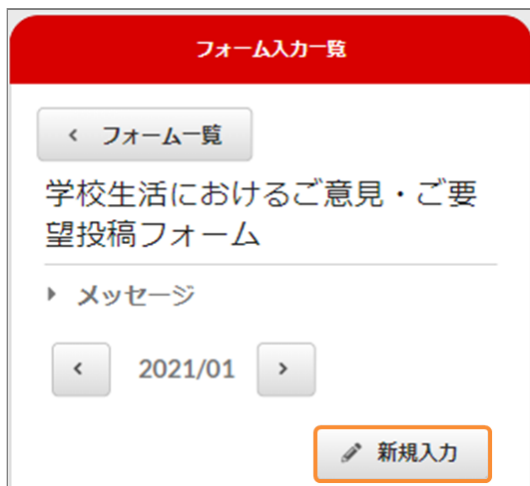 フォーム入力一覧
フォーム一覧
学校生活におけるご意見・ご要
望投稿フォーム
メッセージ
2021/01
新規入力